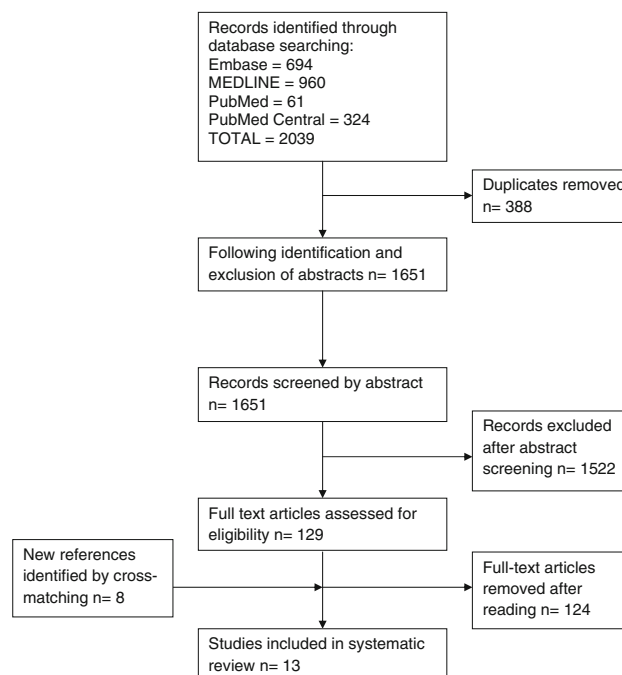 Records identified through
database searching:
Embase = 694
MEDLINE = 960
PubMed = 61
PubMed Central = 324
TOTAL = 2039
Duplicates removed
n= 388
Following identification and
exclusion of abstracts n= 1651
Records screened by abstract
n= 1651
Records excluded
after abstract
screening n= 1522
Full text articles assessed for
eligibility n= 129
New references
identified by cross-
matching n= 8
Full-text articles
removed after
reading n= 124
Studies included in systematic
review n= 13